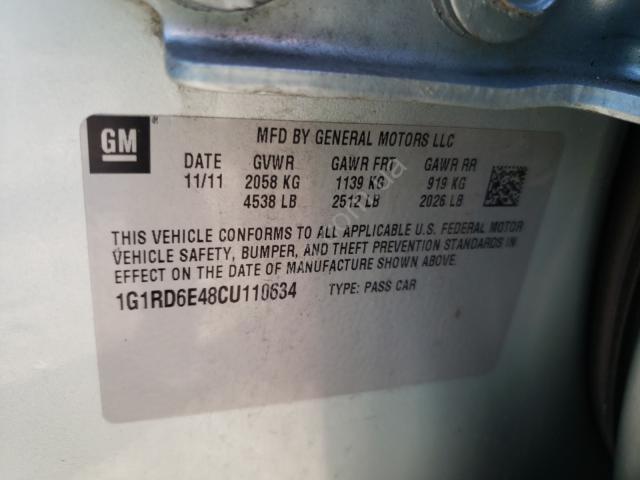 GM
MFD BY GENERAL MOTORS LLC
DATE GVWR GAWR FRT GAWR RR
11/11 2058 KG 1139 KG 919 KG
4538 LB 2512 LB 2026 LB
THIS VEHICLE CONFORMS TO ALL APPLICABLE U.S. FEDERAL MOTOR
VEHICLE SAFETY, BUMPER, AND THEFT PREVENTION STANDARDS IN
EFFECT ON THE DATE OF MANUFACTURE SHOWN ABOVE.
1G1RD6E48CU110634 TYPE: PASS CAR